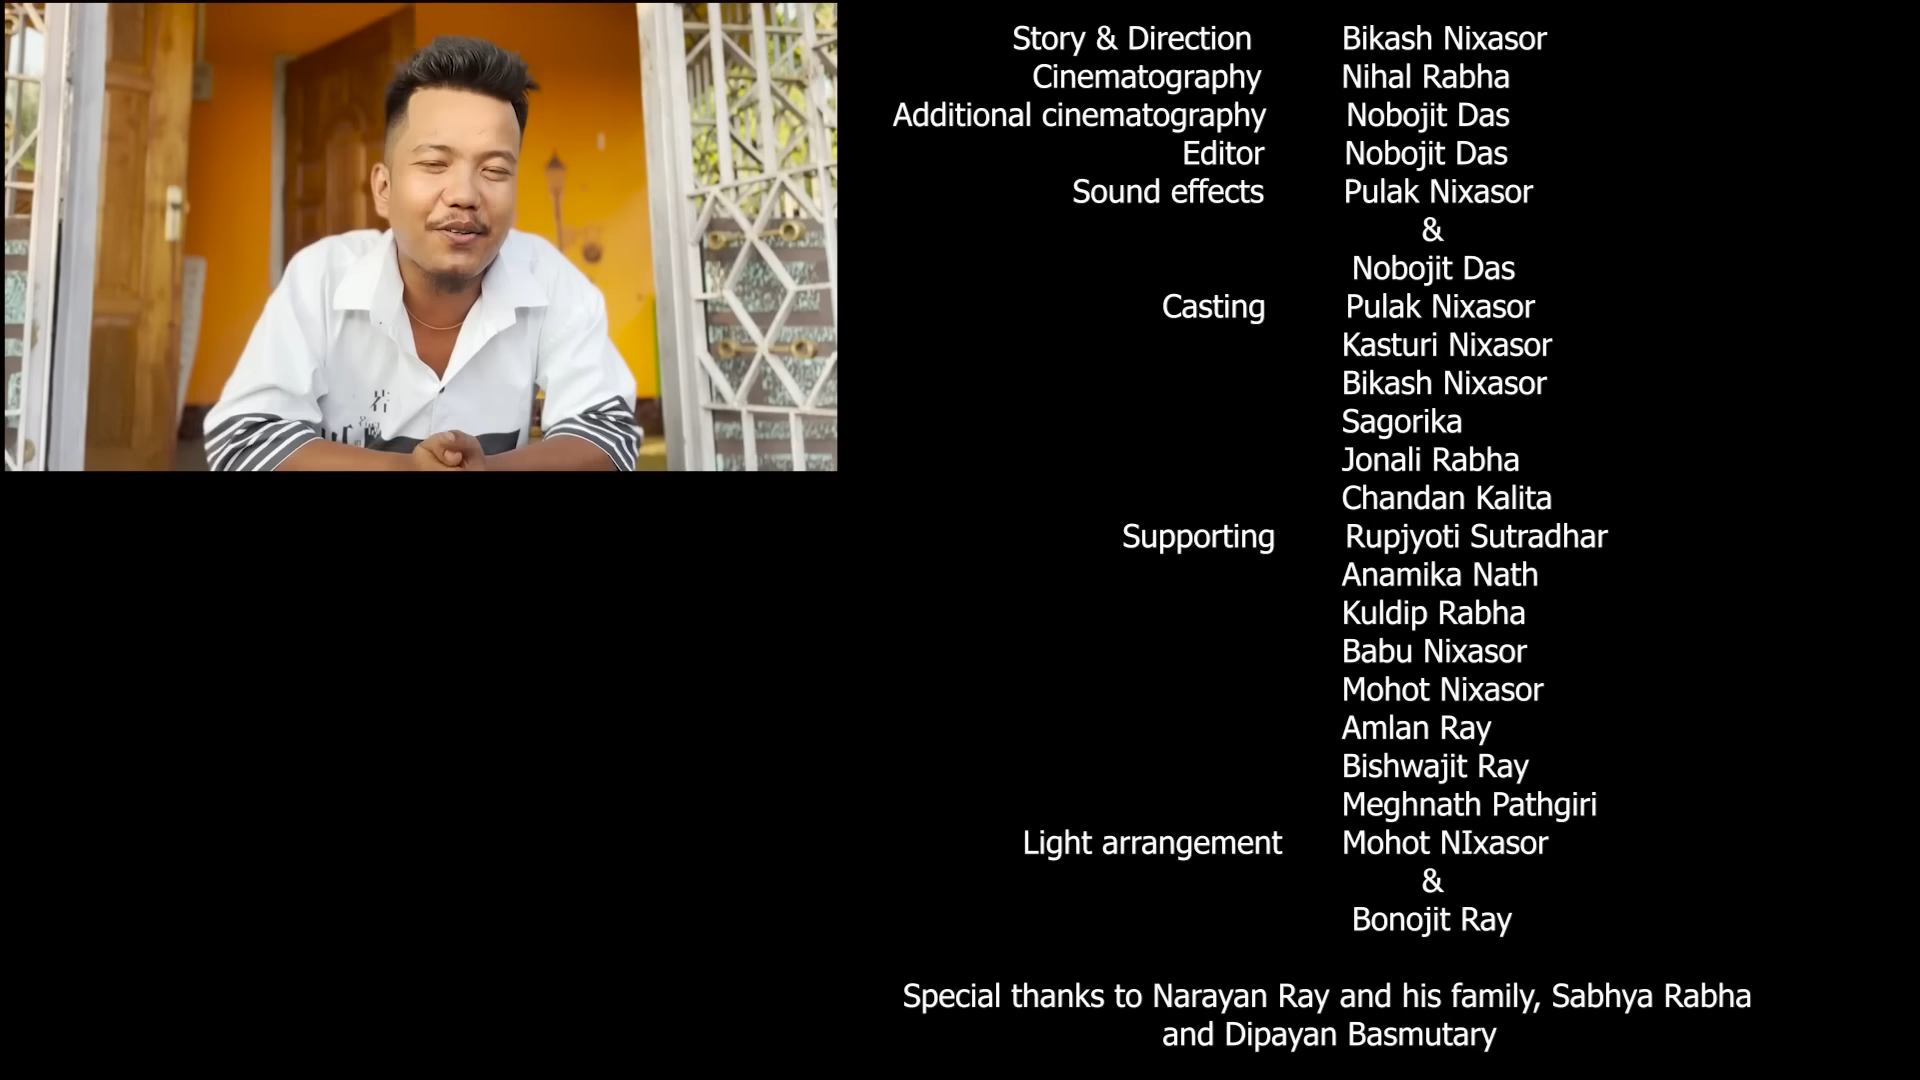 Story & Direction Bikash Nixasor
Cinematography Nihal Rabha
Additional cinematography Nobojit Das
Editor Nobojit Das
Sound effects Pulak Nixasor
&
Nobojit Das
Casting Pulak Nixasor
Kasturi Nixasor
Bikash Nixasor
Sagorika
Jonali Rabha
Chandan Kalita
Supporting Rupjyoti Sutradhar
Anamika Nath
Kuldip Rabha
Babu Nixasor
Mohot Nixasor
Amlan Ray
Bishwajit Ray
Meghnath Pathgiri
Light arrangement Mohot NIxasor
&
Bonojit Ray
Special thanks to Narayan Ray and his family, Sabhya Rabha
and Dipayan Basmutary